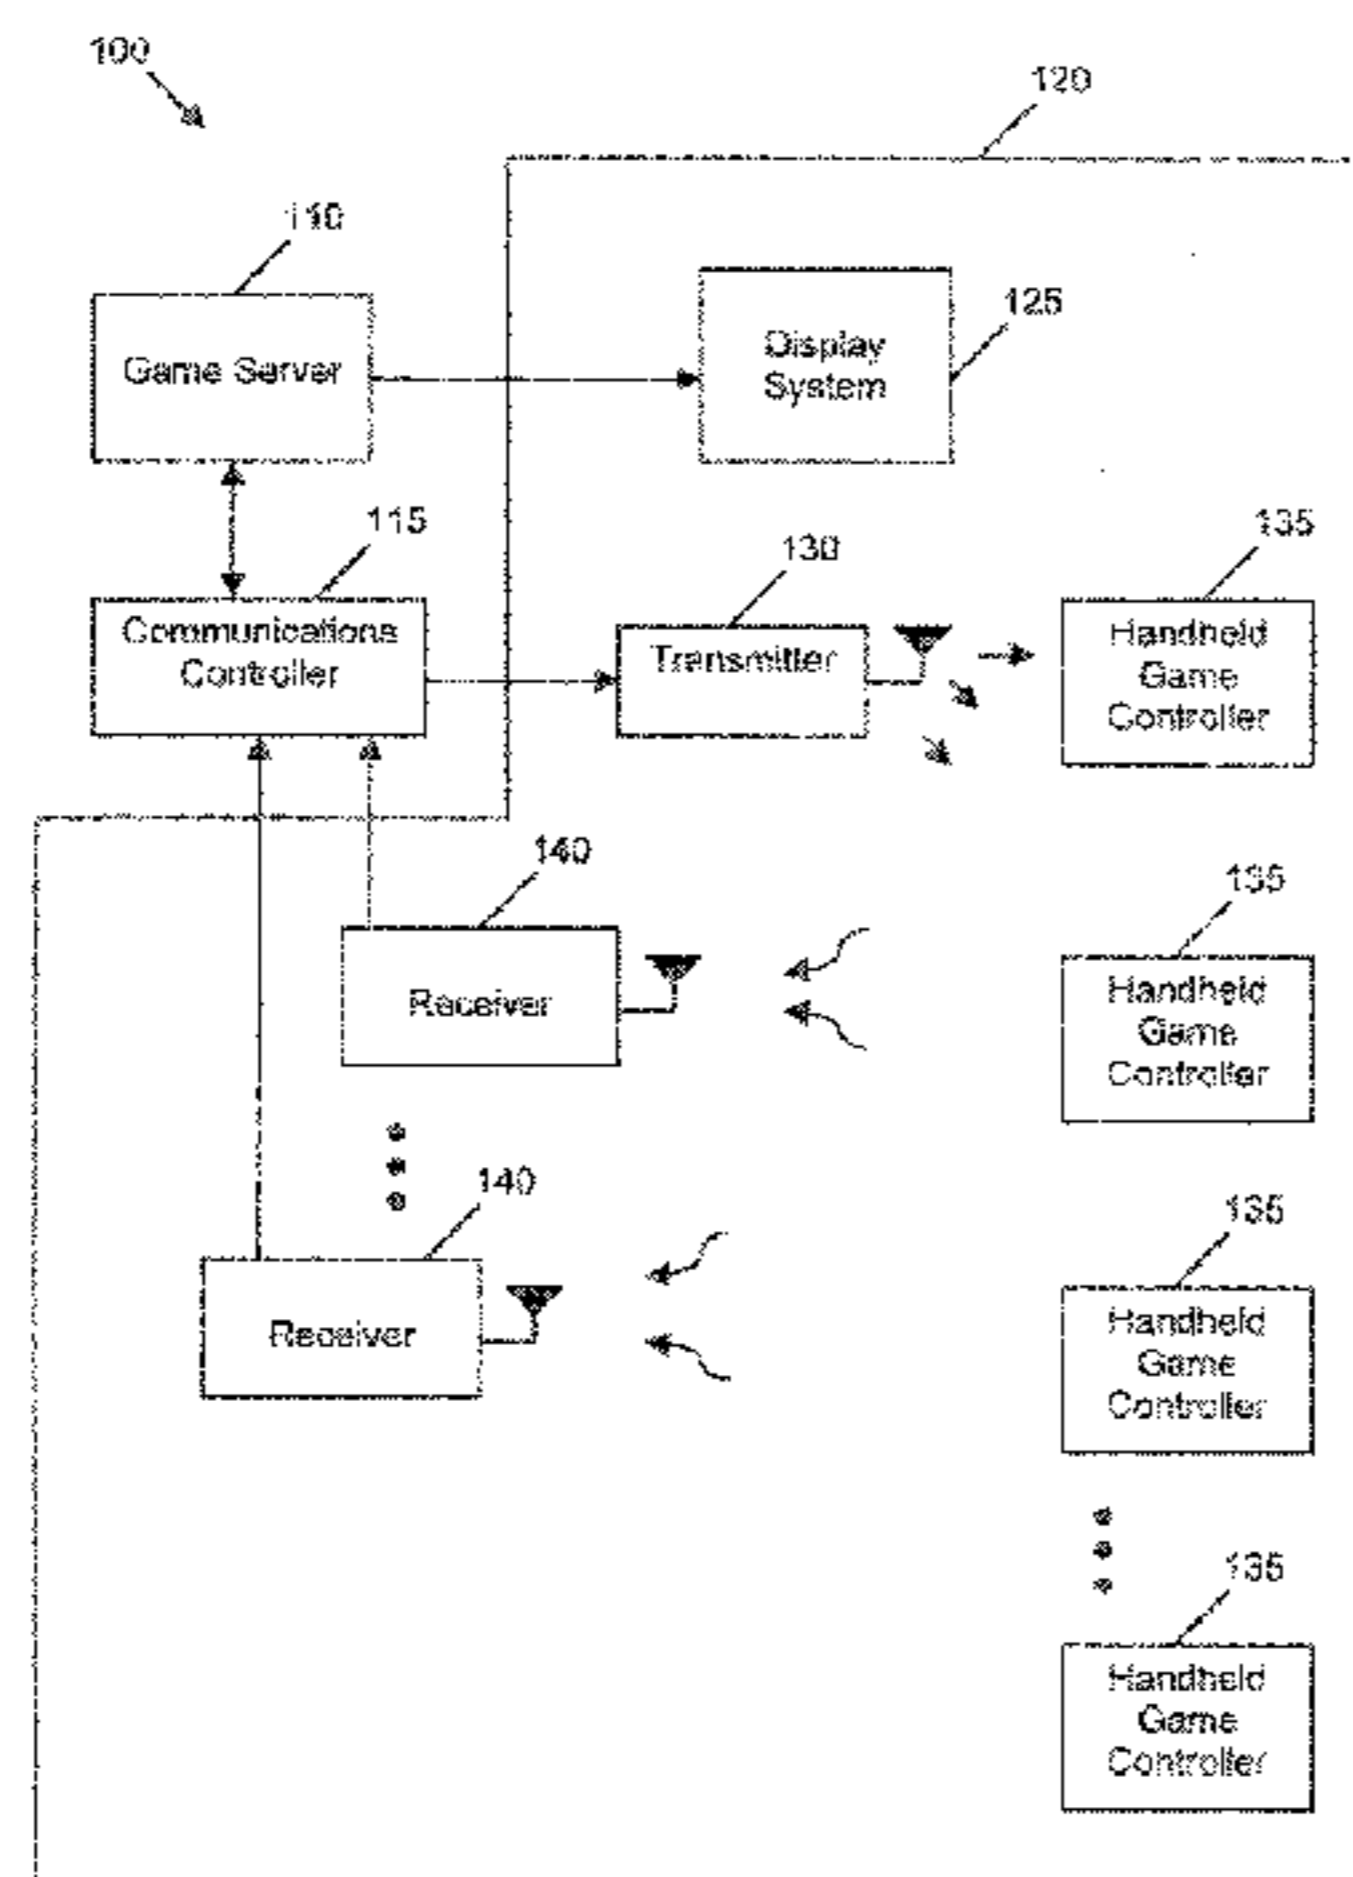 100
120
110
Game Server
Display
System
125
115
Communications
Controller
130
Transmitter
135
Handheld
Game
Controller
140
Receiver
135
Handheld
Game
Controller
140
Receiver
135
Handheld
Game
Controller
135
Handheld
Game
Controller